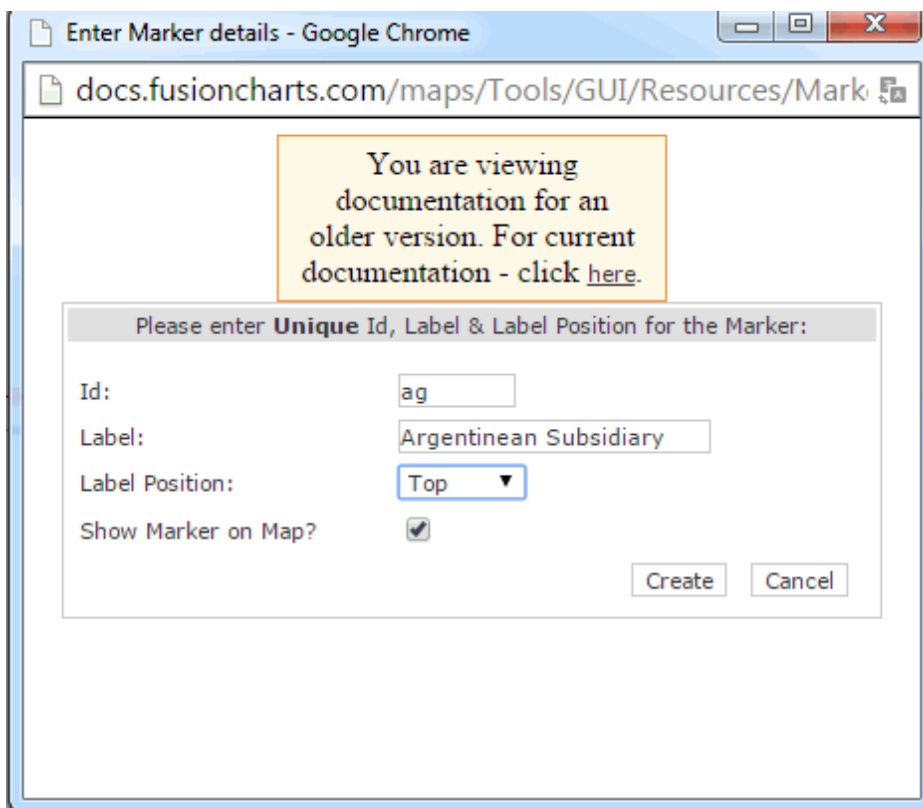 Enter Marker details - Google Chrome
docs.fusioncharts.com/maps/Tools/GUI/Resources/Mark
You are viewing
documentation for an
older version. For current
documentation - click here.
Please enter Unique Id, Label & Label Position for the Marker:
Id: ag
Label: Argentinean Subsidiary
Label Position: Top
Show Marker on Map?
Create Cancel